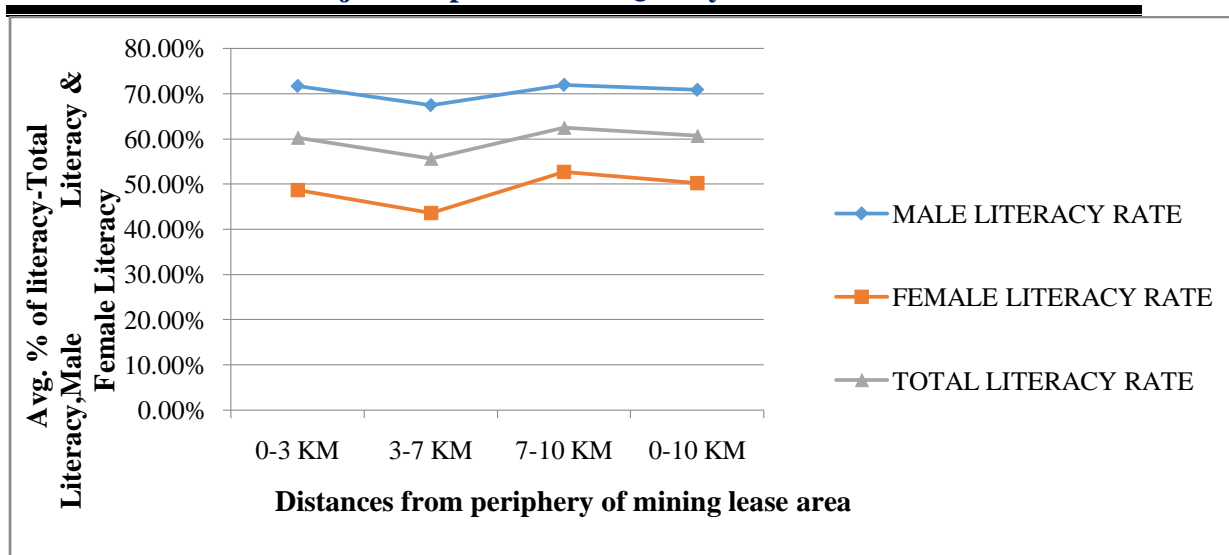 80.00%
70.00%
60.00%
50.00%
40.00%
30.00%
20.00%
10.00%
0.00%
Avg. % of literacy-Total
Literacy,Male Literacy &
Female Literacy
0-3 KM 3-7 KM 7-10 KM 0-10 KM
Distances from periphery of mining lease area
MALE LITERACY RATE
FEMALE LITERACY RATE
TOTAL LITERACY RATE